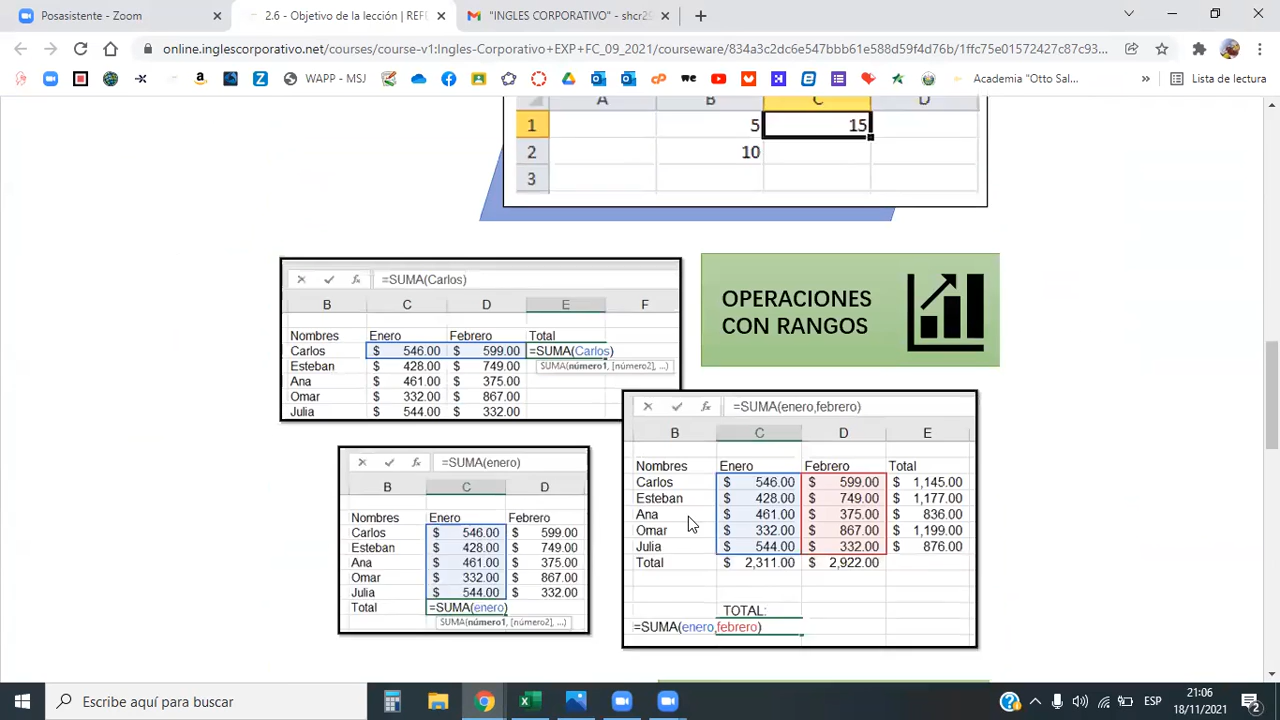 Posasistente - Zoom
2.6 - Objetivo de la lección | REFU
"INGLES CORPORATIVO" - shcr25
online.inglescorporativo.net/courses/course-v1:Ingles-Corporativo+EXP+FC_09_2021/courseware/834a3c2dc6e547bbb61e588d59f4d76b/1ffc75e01572427c87c93...
WAPP - MSJ
Academia "Otto Sal...
Lista de lectura
A B C D
1 5 15
2 10
3
=SUMA(Carlos)
B C D E F
Nombres Enero Febrero Total
Carlos $ 546.00 $ 599.00 =SUMA(Carlos)
Esteban $ 428.00 $ 749.00 SUMA(número1, [número2], ...)
Ana $ 461.00 $ 375.00
Omar $ 332.00 $ 867.00
Julia $ 544.00 $ 332.00
OPERACIONES
CON RANGOS
=SUMA(enero)
B C D
Nombres Enero Febrero
Carlos $ 546.00 $ 599.00
Esteban $ 428.00 $ 749.00
Ana $ 461.00 $ 375.00
Omar $ 332.00 $ 867.00
Julia $ 544.00 $ 332.00
Total =SUMA(enero)
SUMA(número1, [número2], ...)
=SUMA(enero,febrero)
B C D E
Nombres Enero Febrero Total
Carlos $ 546.00 $ 599.00 $ 1,145.00
Esteban $ 428.00 $ 749.00 $ 1,177.00
Ana $ 461.00 $ 375.00 $ 836.00
Omar $ 332.00 $ 867.00 $ 1,199.00
Julia $ 544.00 $ 332.00 $ 876.00
Total $ 2,311.00 $ 2,922.00
TOTAL:
=SUMA(enero,febrero)
Escribe aquí para buscar
ESP
21:06
18/11/2021
2